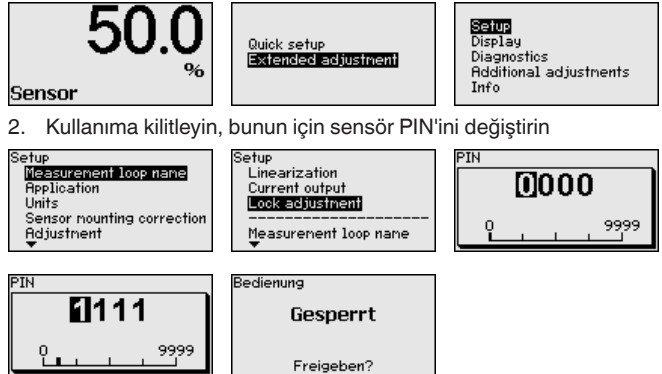 50.0
%
Sensor
Quick setup
Extended adjustment
Setup
Display
Diagnostics
Additional adjustments
Info
2. Kullanıma kilitleyin, bunun için sensör PIN'ini değiştirin
Setup
Measurement loop name
Application
Units
Sensor mounting correction
Adjustment
Setup
Linearization
Current output
Lock adjustment
Measurement loop name
PIN
0000
0 9999
PIN
1111
0 9999
Bedienung
Gesperrt
Freigeben?